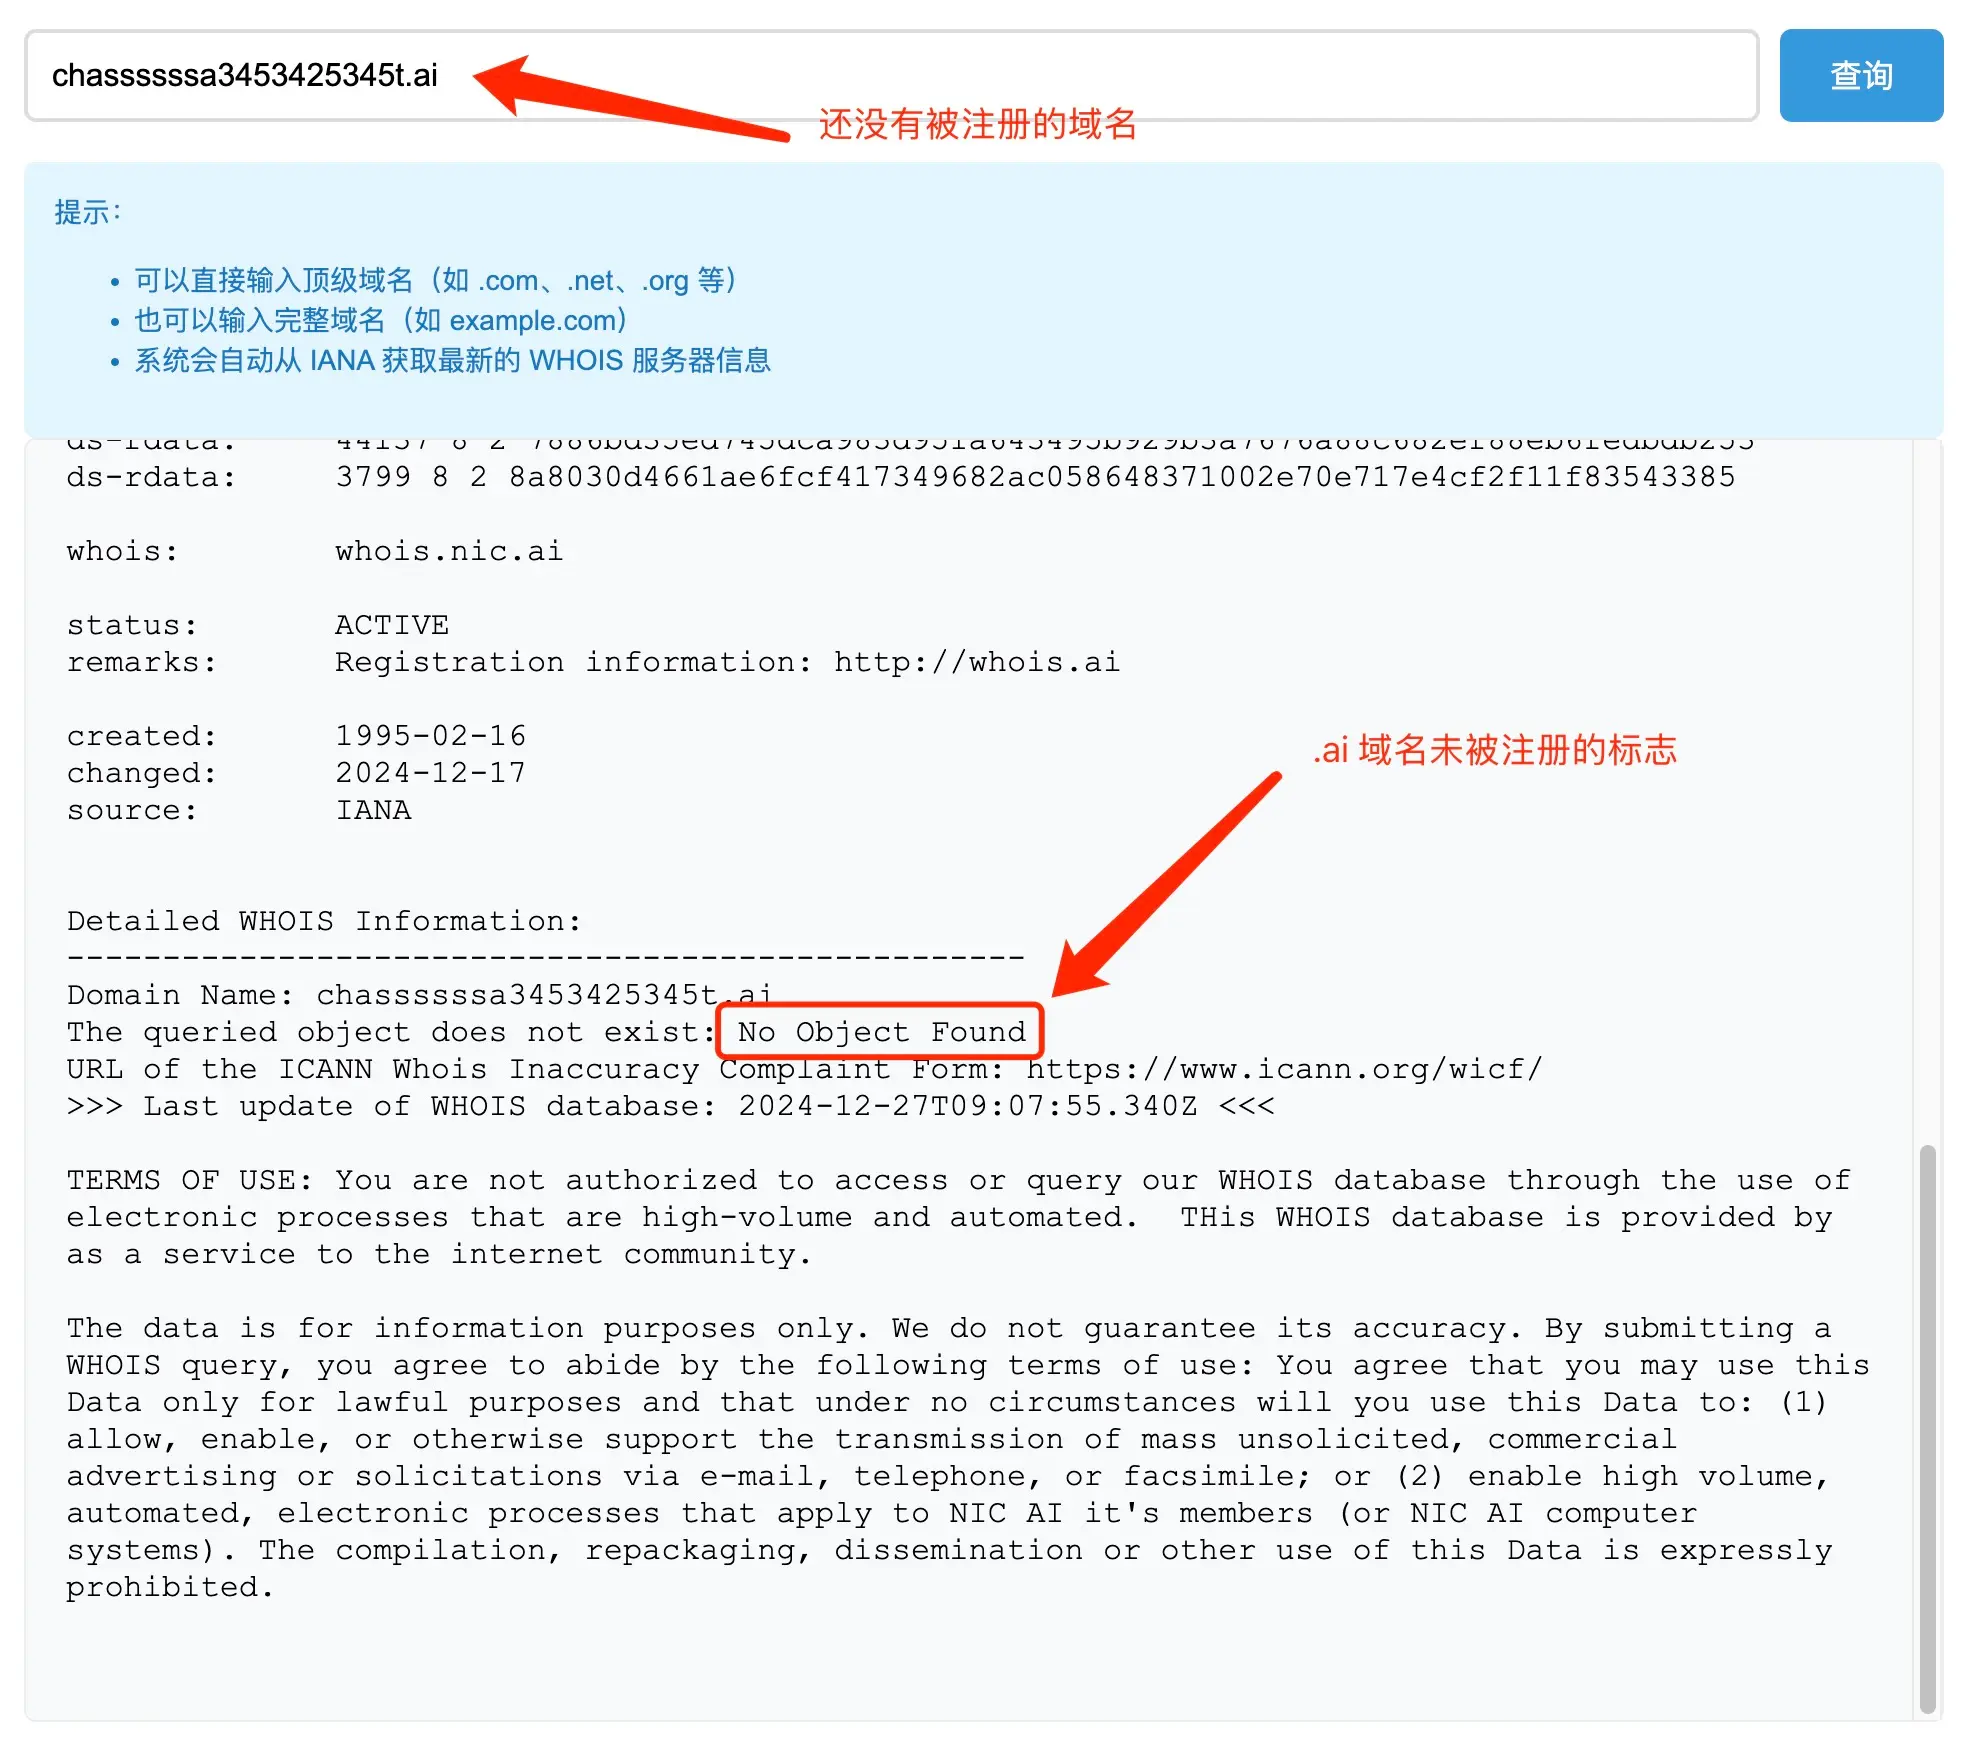 chassssssa3453425345t.ai
查询
还没有被注册的域名
提示：
• 可以直接输入顶级域名（如 .com、.net、.org 等）
• 也可以输入完整域名（如 example.com）
• 系统会自动从 IANA 获取最新的 WHOIS 服务器信息
ds-rdata:
ds-rdata: 3799 8 2 8a8030d4661ae6fcf417349682ac058648371002e70e717e4cf2f11f83543385
whois: whois.nic.ai
status: ACTIVE
remarks: Registration information: http://whois.ai
.ai 域名未被注册的标志
created: 1995-02-16
changed: 2024-12-17
source: IANA
Detailed WHOIS Information:
--------------------------------------------------
Domain Name: chassssssa3453425345t.ai
The queried object does not exist: No Object Found
URL of the ICANN Whois Inaccuracy Complaint Form: https://www.icann.org/wicf/
>>> Last update of WHOIS database: 2024-12-27T09:07:55.340Z <<<
TERMS OF USE: You are not authorized to access or query our WHOIS database through the use of
electronic processes that are high-volume and automated.  THis WHOIS database is provided by
as a service to the internet community.
The data is for information purposes only. We do not guarantee its accuracy. By submitting a
WHOIS query, you agree to abide by the following terms of use: You agree that you may use this
Data only for lawful purposes and that under no circumstances will you use this Data to: (1)
allow, enable, or otherwise support the transmission of mass unsolicited, commercial
advertising or solicitations via e-mail, telephone, or facsimile; or (2) enable high volume,
automated, electronic processes that apply to NIC AI it's members (or NIC AI computer
systems). The compilation, repackaging, dissemination or other use of this Data is expressly
prohibited.